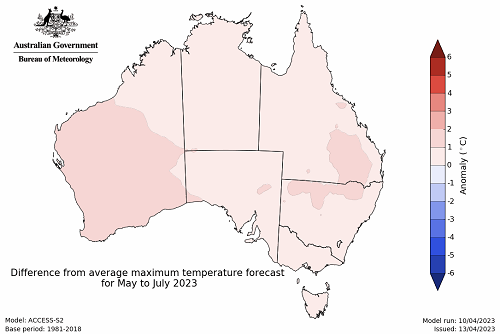 Australian Government
Bureau of Meteorology
6
5
4
3
2
1
0
-1
-2
-3
-4
-5
-6
Anomaly (°C)
Difference from average maximum temperature forecast
for May to July 2023
Model: ACCESS-S2
Base period: 1981-2018
Model run: 10/04/2023
Issued: 13/04/2023